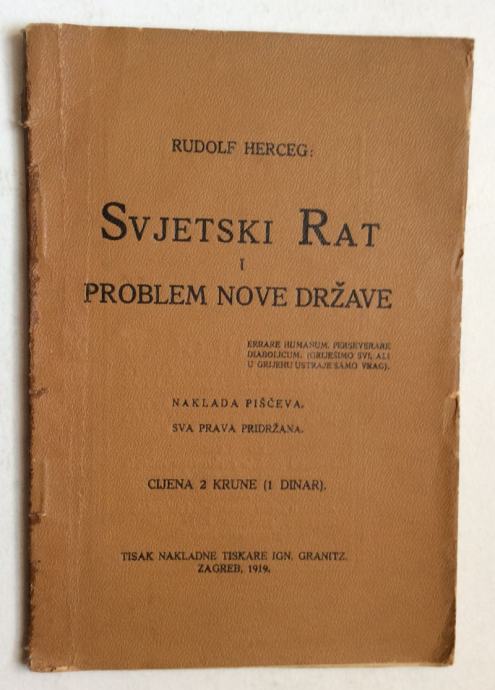 RUDOLF HERCEG:
SVJETSKI RAT
I
PROBLEM NOVE DRŽAVE
ERRARE HUMANUM, PERSEVERARE
DIABOLICUM. (GRIJEŠIMO SVI, ALI
U GRIJEHU USTRAJE SAMO VRAG).
NAKLADA PIŠČEVA.
SVA PRAVA PRIDRŽANA.
CIJENA 2 KRUNE (1 DINAR).
TISAK NAKLADNE TISKARE IGN. GRANITZ.
ZAGREB, 1919.